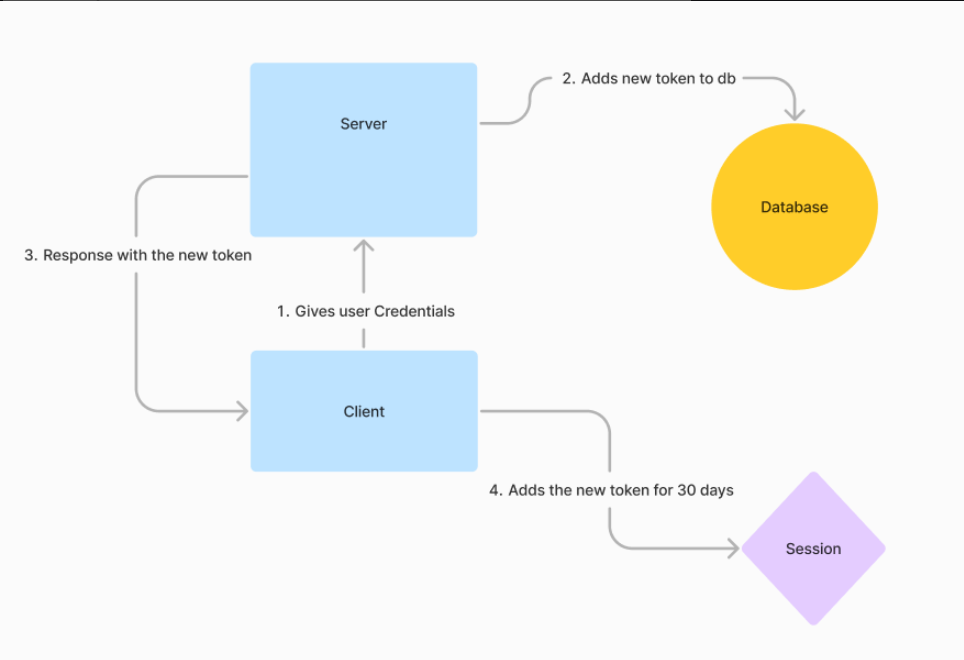 2. Adds new token to db
Server
Database
3. Response with the new token
1. Gives user Credentials
Client
4. Adds the new token for 30 days
Session